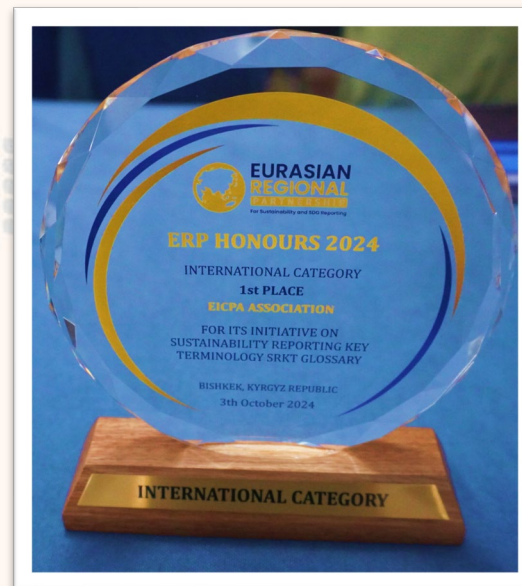 EURASIAN
REGIONAL
PARTNERSHIP
For Sustainability and SDG Reporting
ERP HONOURS 2024
INTERNATIONAL CATEGORY
1st PLACE
EICPA ASSOCIATION
FOR ITS INITIATIVE ON
SUSTAINABILITY REPORTING KEY
TERMINOLOGY SRKT GLOSSARY
BISHKEK, KYRGYZ REPUBLIC
3th October 2024
INTERNATIONAL CATEGORY